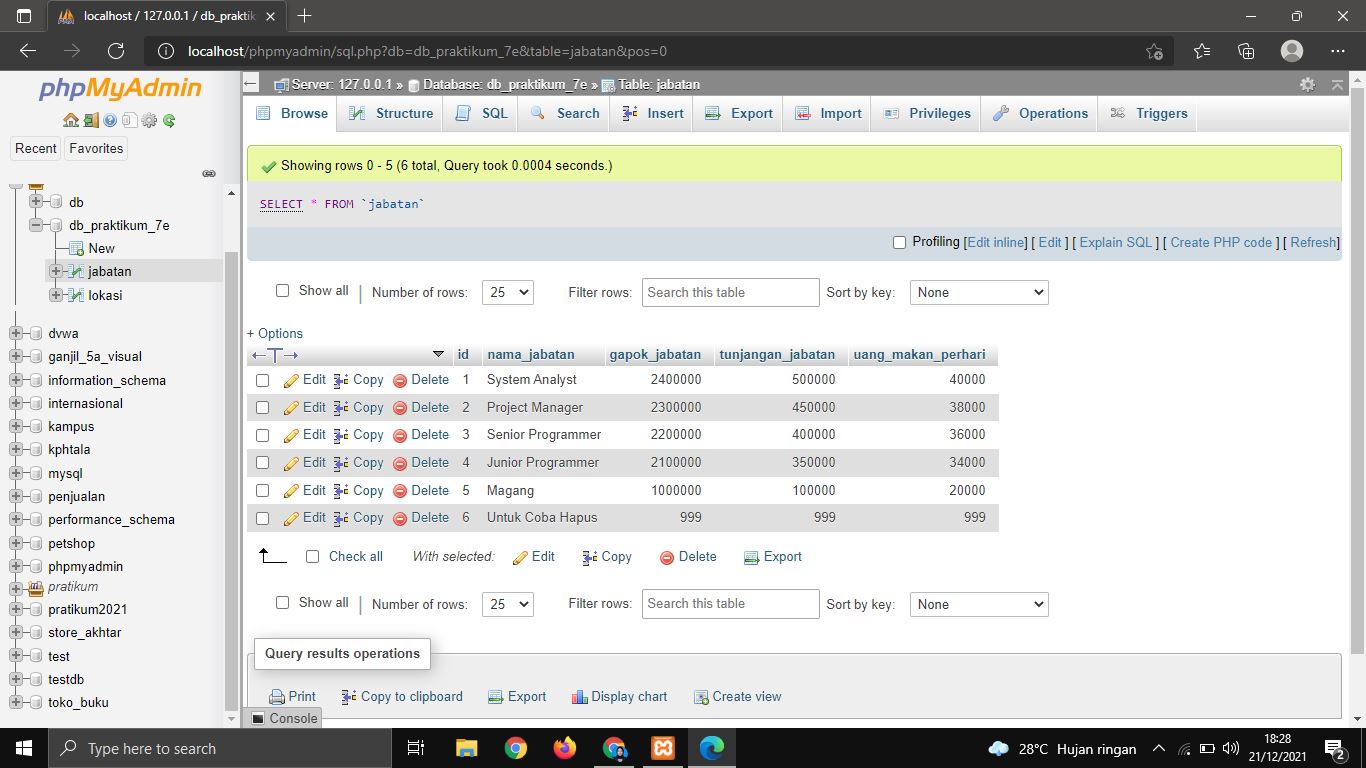 localhost / 127.0.0.1 / db_praktik
localhost/phpmyadmin/sql.php?db=db_praktikum_7e&table=jabatan&pos=0
phpMyAdmin
Recent Favorites
db
db_praktikum_7e
New
jabatan
lokasi
dvwa
ganjil_5a_visual
information_schema
internasional
kampus
kphtala
mysql
penjualan
performance_schema
petshop
phpmyadmin
pratikum
pratikum2021
store_akhtar
test
testdb
toko_buku
Server: 127.0.0.1 » Database: db_praktikum_7e » Table: jabatan
Browse Structure SQL Search Insert Export Import Privileges Operations Triggers
Showing rows 0 - 5 (6 total, Query took 0.0004 seconds.)
SELECT * FROM `jabatan`
Profiling [Edit inline] [ Edit ] [ Explain SQL ] [ Create PHP code ] [ Refresh]
Show all | Number of rows: 25 Filter rows: Search this table Sort by key: None
+ Options
←T→ id nama_jabatan gapok_jabatan tunjangan_jabatan uang_makan_perhari
Edit Copy Delete 1 System Analyst 2400000 500000 40000
Edit Copy Delete 2 Project Manager 2300000 450000 38000
Edit Copy Delete 3 Senior Programmer 2200000 400000 36000
Edit Copy Delete 4 Junior Programmer 2100000 350000 34000
Edit Copy Delete 5 Magang 1000000 100000 20000
Edit Copy Delete 6 Untuk Coba Hapus 999 999 999
Check all With selected: Edit Copy Delete Export
Show all | Number of rows: 25 Filter rows: Search this table Sort by key: None
Query results operations
Print Copy to clipboard Export Display chart Create view
Console
Type here to search
28°C Hujan ringan
18:28
21/12/2021
2